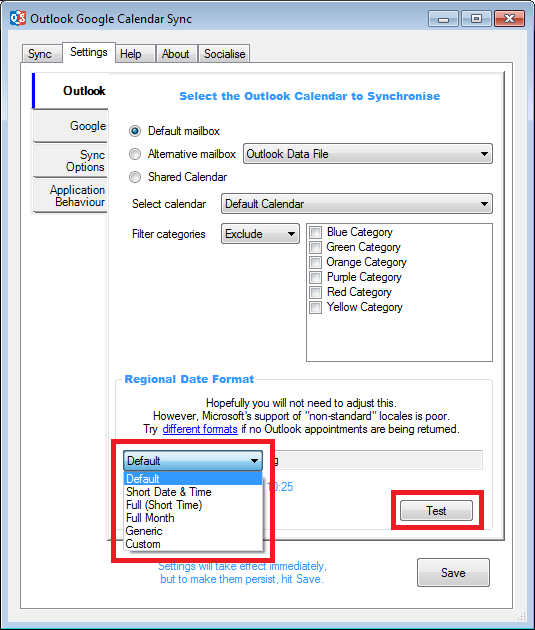 Outlook Google Calendar Sync
Sync Settings Help About Socialise
Outlook
Google
Sync
Options
Application
Behaviour
Select the Outlook Calendar to Synchronise
Default mailbox
Alternative mailbox Outlook Data File
Shared Calendar
Select calendar Default Calendar
Filter categories Exclude
Blue Category
Green Category
Orange Category
Purple Category
Red Category
Yellow Category
Regional Date Format
Hopefully you will not need to adjust this.
However, Microsoft's support of "non-standard" locales is poor.
Try different formats if no Outlook appointments are being returned.
Default g
Default
Short Date & Time
Full (Short Time)
Full Month
Generic
Custom
10:25
Test
Settings will take effect immediately,
but to make them persist, hit Save.
Save